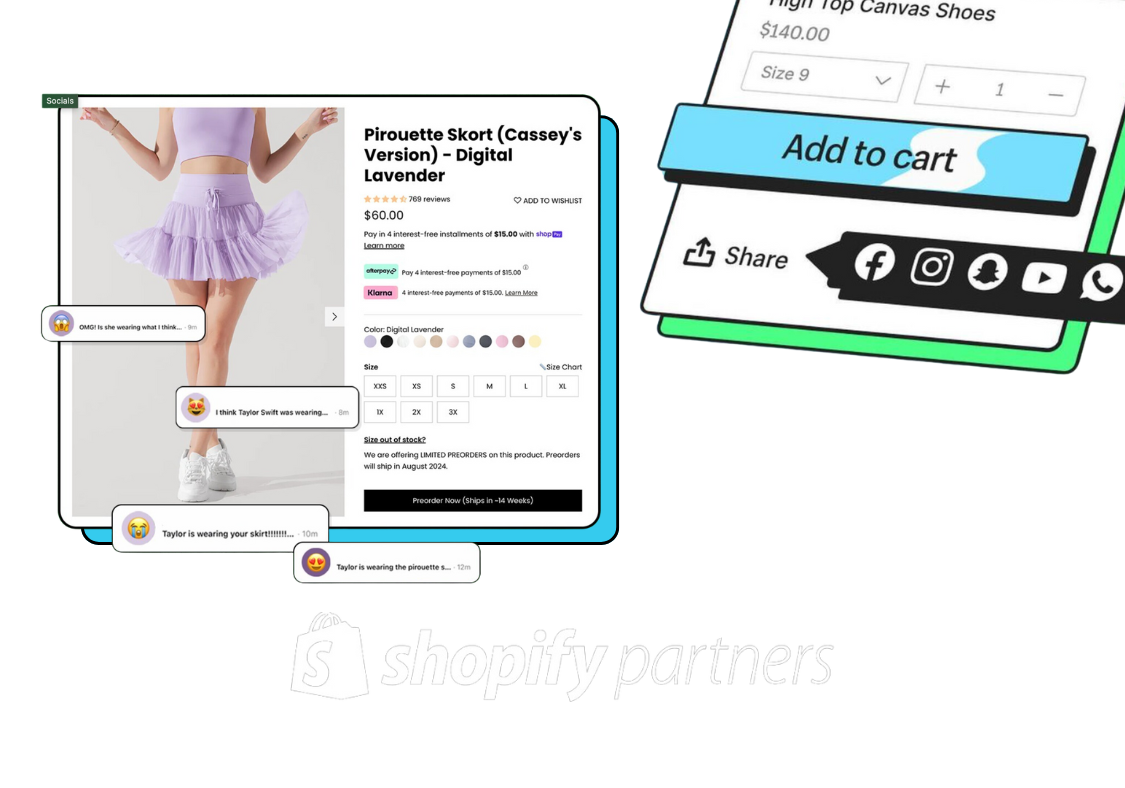 High Top Canvas Shoes
$140.00
Size 9
+ 1 −
Add to cart
Share
Socials
Pirouette Skort (Cassey's
Version) - Digital
Lavender
769 reviews
ADD TO WISHLIST
$60.00
Pay in 4 interest-free installments of $15.00 with shop Pay
Learn more
afterpay Pay 4 interest-free payments of $15.00
Klarna 4 interest-free payments of $15.00. Learn More
Color: Digital Lavender
Size
Size Chart
XXS XS S M L XL
1X 2X 3X
Size out of stock?
We are offering LIMITED PREORDERS on this product. Preorders
will ship in August 2024.
Preorder Now (Ships in ~14 Weeks)
OMG! Is she wearing what I think... · 9m
I think Taylor Swift was wearing... · 8m
Taylor is wearing your skirt!!!!!!!... · 10m
Taylor is wearing the pirouette s... · 12m
shopify partners